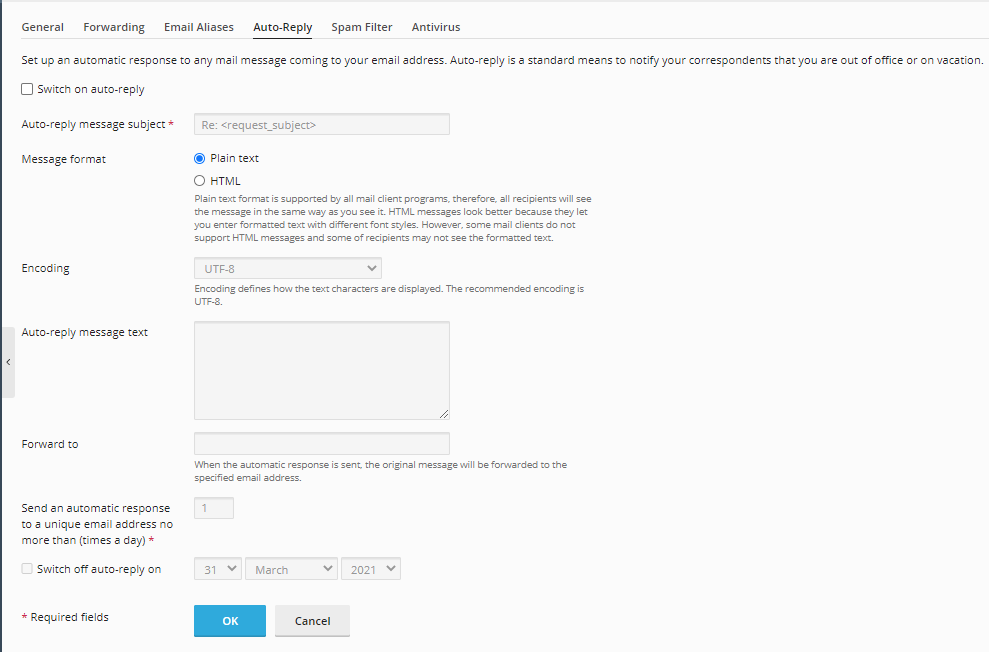 General Forwarding Email Aliases Auto-Reply Spam Filter Antivirus
Set up an automatic response to any mail message coming to your email address. Auto-reply is a standard means to notify your correspondents that you are out of office or on vacation.
Switch on auto-reply
Auto-reply message subject * Re: <request_subject>
Message format Plain text
HTML
Plain text format is supported by all mail client programs, therefore, all recipients will see
the message in the same way as you see it. HTML messages look better because they let
you enter formatted text with different font styles. However, some mail clients do not
support HTML messages and some of recipients may not see the formatted text.
Encoding UTF-8
Encoding defines how the text characters are displayed. The recommended encoding is
UTF-8.
Auto-reply message text
Forward to
When the automatic response is sent, the original message will be forwarded to the
specified email address.
Send an automatic response 1
to a unique email address no
more than (times a day) *
Switch off auto-reply on 31 March 2021
* Required fields OK Cancel